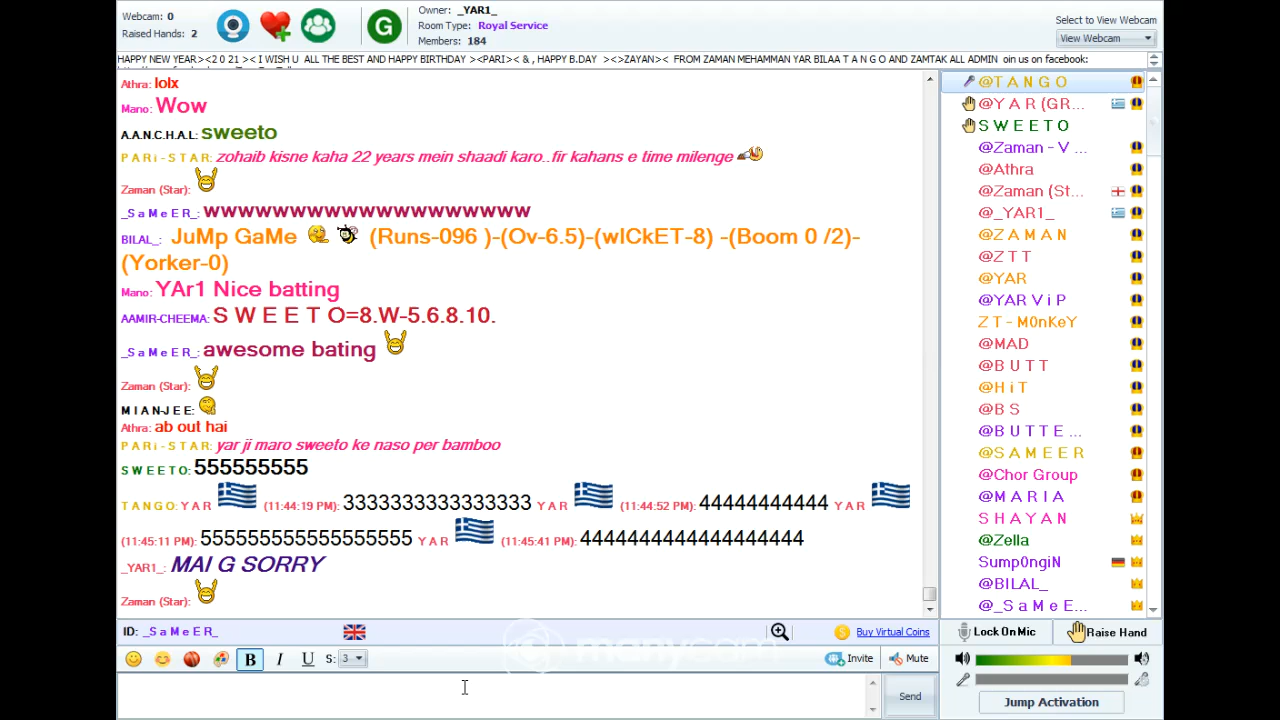 Webcam: 0
Raised Hands: 2
G
Owner: _YAR1_
Room Type: Royal Service
Members: 184
Select to View Webcam
View Webcam
HAPPY NEW YEAR><2 0 21 >< I WISH U ALL THE BEST AND HAPPY BIRTHDAY ><PARI>< & , HAPPY B.DAY ><>ZAYAN>< FROM ZAMAN MEHAMMAN YAR BILAA T A N G O AND ZAMTAK ALL ADMIN oin us on facebook:
Athra: lolx
Mano: Wow
A.A.N.C.H.A.L: sweeto
P A R i - S T A R: zohaib kisne kaha 22 years mein shaadi karo..fir kahans e time milenge
Zaman (Star):
_S a M e E R_: wwwwwwwwwwwwwwwwwwww
BILAL_: JuMp GaMe (Runs-096 )-(Ov-6.5)-(wICkET-8) -(Boom 0 /2)-
(Yorker-0)
Mano: YAr1 Nice batting
AAMIR-CHEEMA: S W E E T O=8.W-5.6.8.10.
_S a M e E R_: awesome bating
Zaman (Star):
M I A N-J E E:
Athra: ab out hai
P A R i - S T A R: yar ji maro sweeto ke naso per bamboo
S W E E T O: 5555555555
T A N G O: Y A R (11:44:19 PM): 3333333333333333 Y A R (11:44:52 PM): 44444444444 Y A R
(11:45:11 PM): 555555555555555555 Y A R (11:45:41 PM): 4444444444444444444
_YAR1_: MAI G SORRY
Zaman (Star):
@T A N G O
@Y A R (GR...
S W E E T O
@Zaman - V ...
@Athra
@Zaman (St...
@_YAR1_
@Z A M A N
@Z T T
@YAR
@YAR V i P
Z T - M0nKeY
@MAD
@B U T T
@H i T
@B S
@B U T T E ...
@S A M E E R
@Chor Group
@M A R I A
S H A Y A N
@Zella
Sump0ngiN
@BILAL_
@_S a M e E...
ID: _S a M e E R_
Buy Virtual Coins
Lock On Mic
Raise Hand
B I U S: 3
Invite
Mute
manycam
Send
Jump Activation